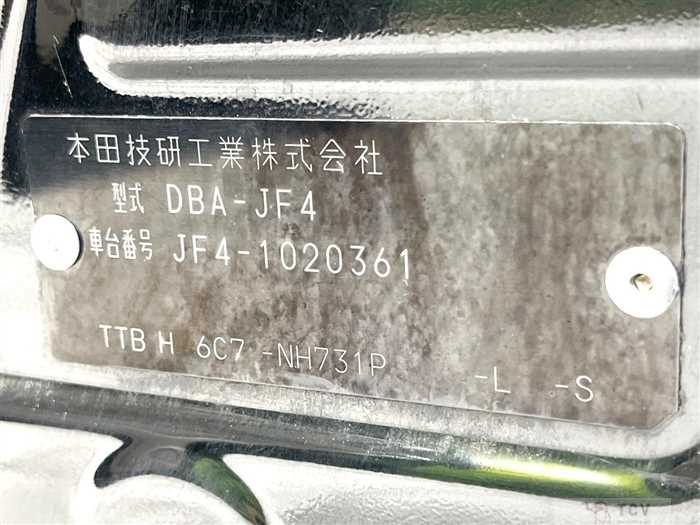 本田技研工業株式会社
型式 DBA-JF4
車台番号 JF4-1020361
TTB H 6C7 -NH731P -L -S
TCV